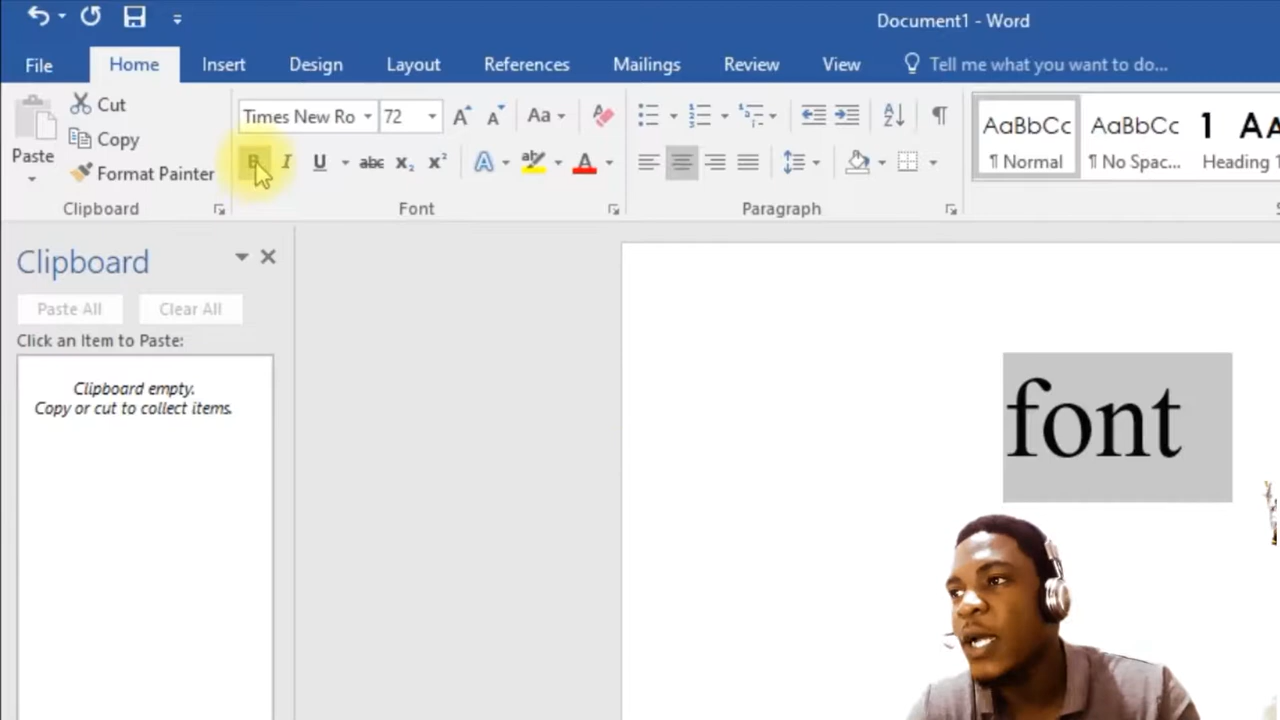 Document1 - Word
File Home Insert Design Layout References Mailings Review View Tell me what you want to do...
Cut
Copy
Format Painter
Paste
Clipboard
Times New Ro 72 Aa
B I U abc x₂ x² A ab A
Font
Paragraph
AaBbCc AaBbCc 1 AA
¶ Normal ¶ No Spac... Heading 1
Clipboard
Paste All Clear All
Click an Item to Paste:
Clipboard empty.
Copy or cut to collect items.
font